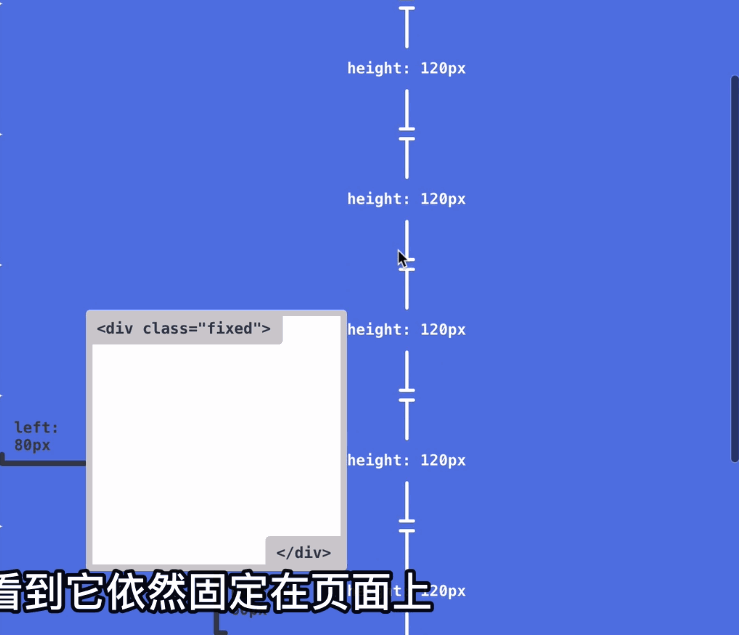 height: 120px
height: 120px
<div class="fixed">
height: 120px
left:
80px
height: 120px
</div>
看到它依然固定在页面上
120px